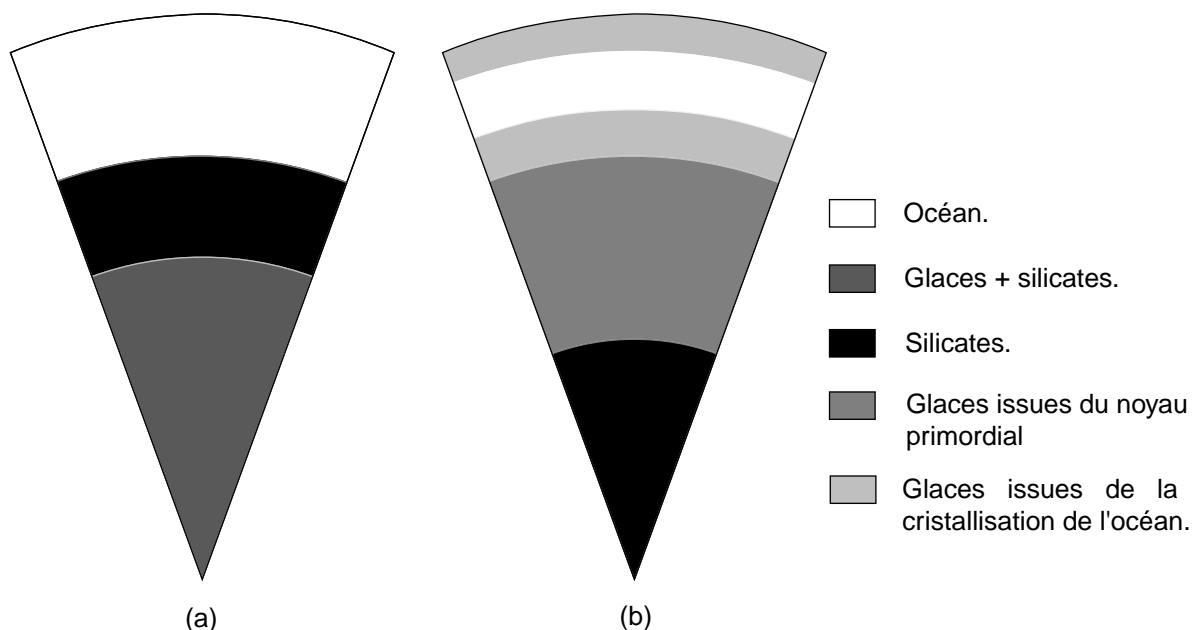 Océan.
Glaces + silicates.
Silicates.
Glaces issues du noyau
primordial
Glaces issues de la
cristallisation de l'océan.
(a)
(b)